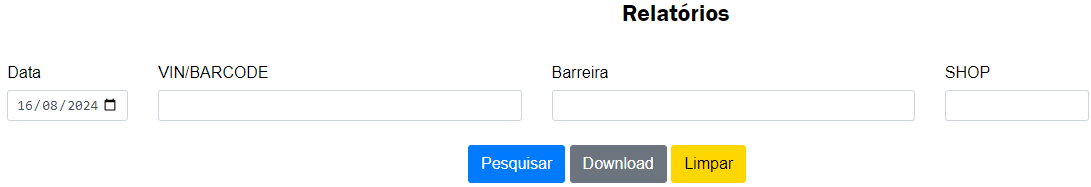 Relatórios
Data VIN/BARCODE Barreira SHOP
16/08/2024
Pesquisar Download Limpar